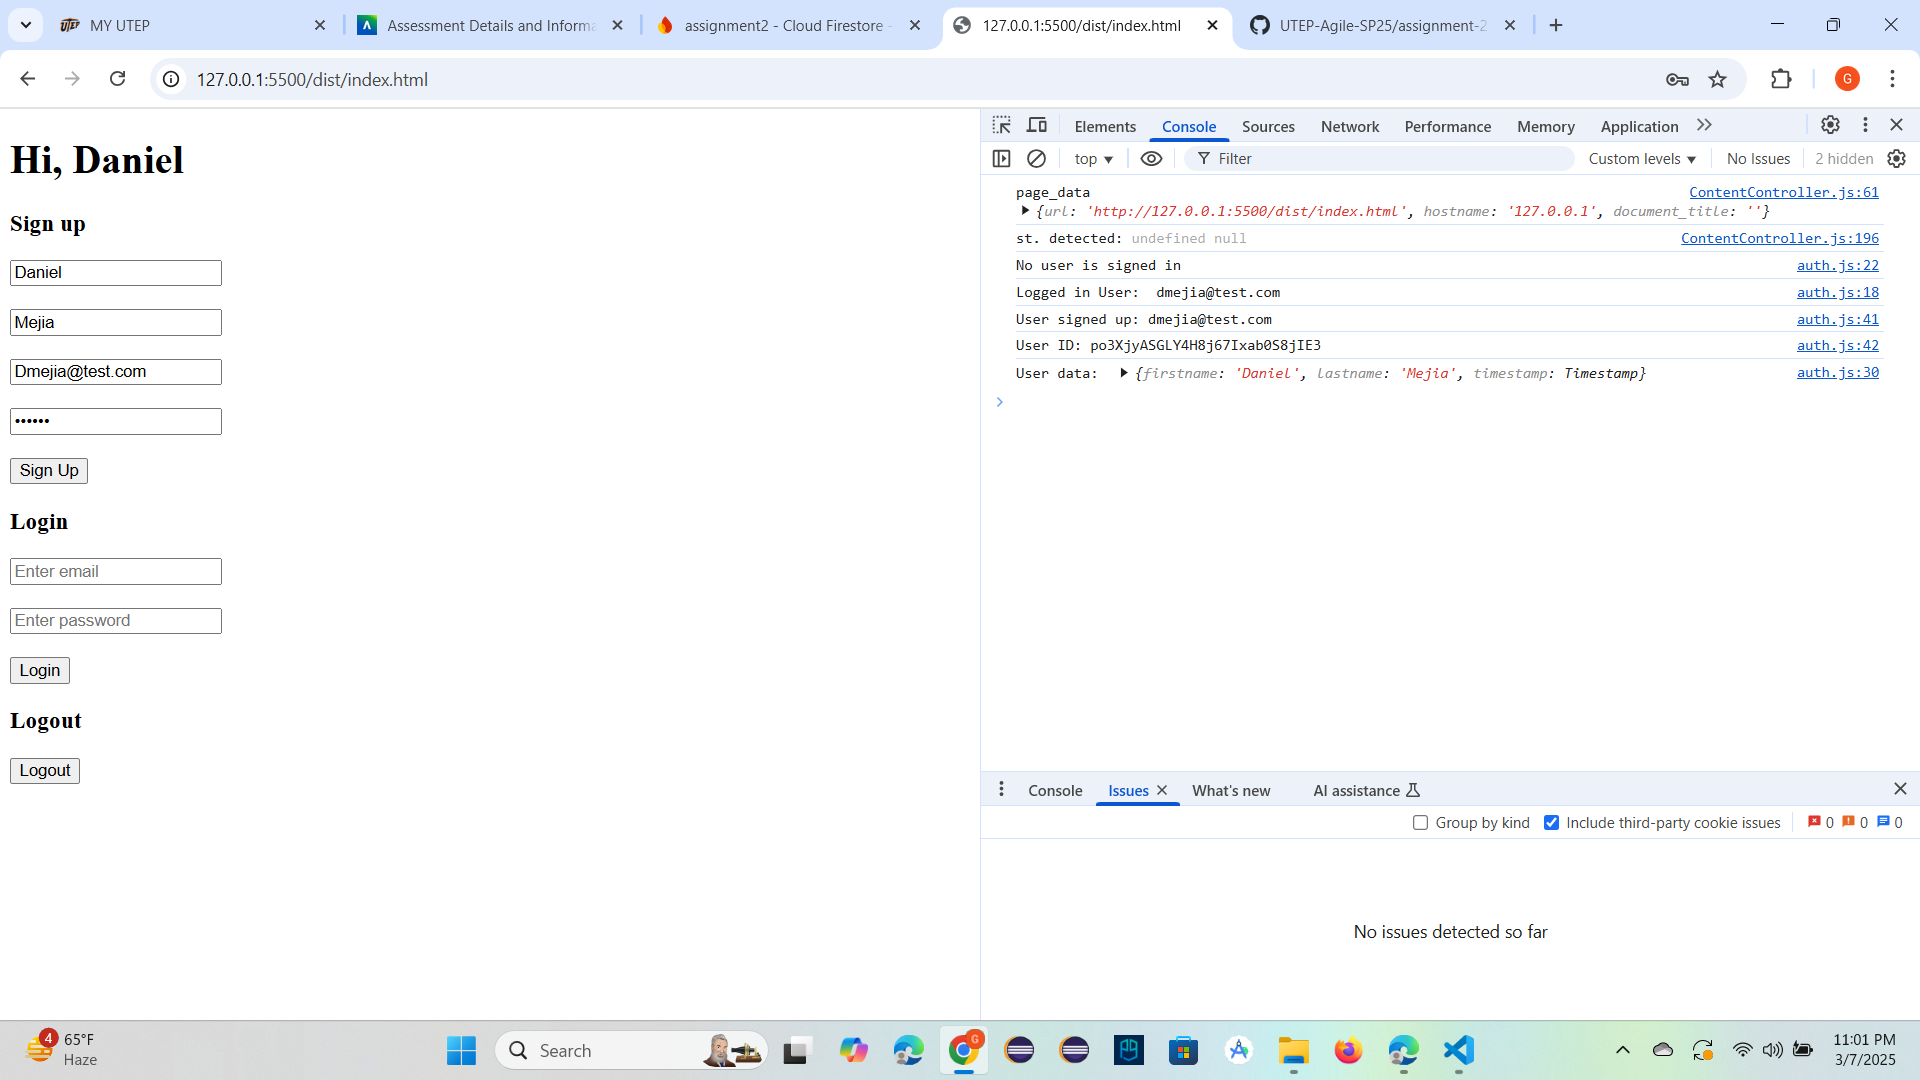 MY UTEP
Assessment Details and Informa
assignment2 - Cloud Firestore -
127.0.0.1:5500/dist/index.html
UTEP-Agile-SP25/assignment-2
127.0.0.1:5500/dist/index.html
G
Hi, Daniel
Sign up
Daniel
Mejia
Dmejia@test.com
••••••
Sign Up
Login
Enter email
Enter password
Login
Logout
Logout
Elements
Console
Sources
Network
Performance
Memory
Application
top
Filter
Custom levels
No Issues
2 hidden
page_data
ContentController.js:61
{url: 'http://127.0.0.1:5500/dist/index.html', hostname: '127.0.0.1', document_title: ''}
st. detected: undefined null
ContentController.js:196
No user is signed in
auth.js:22
Logged in User:  dmejia@test.com
auth.js:18
User signed up: dmejia@test.com
auth.js:41
User ID: po3XjyASGLY4H8j67Ixab0S8jIE3
auth.js:42
User data:  {firstname: 'Daniel', lastname: 'Mejia', timestamp: Timestamp}
auth.js:30
Console
Issues
What's new
AI assistance
Group by kind
Include third-party cookie issues
0
0
0
No issues detected so far
4
65°F
Haze
Search
G
11:01 PM
3/7/2025